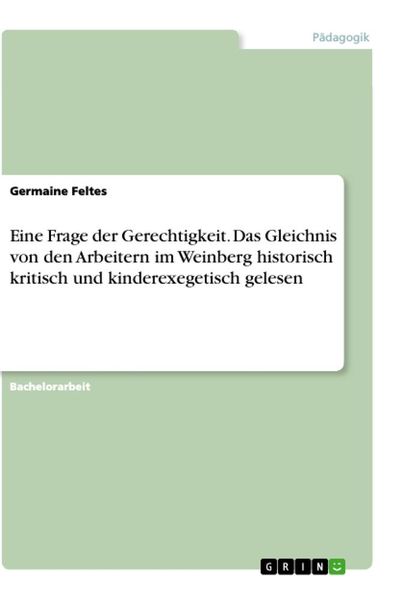 Pädagogik
Germaine Feltes
Eine Frage der Gerechtigkeit. Das Gleichnis
von den Arbeitern im Weinberg historisch
kritisch und kinderexegetisch gelesen
Bachelorarbeit
GRIN